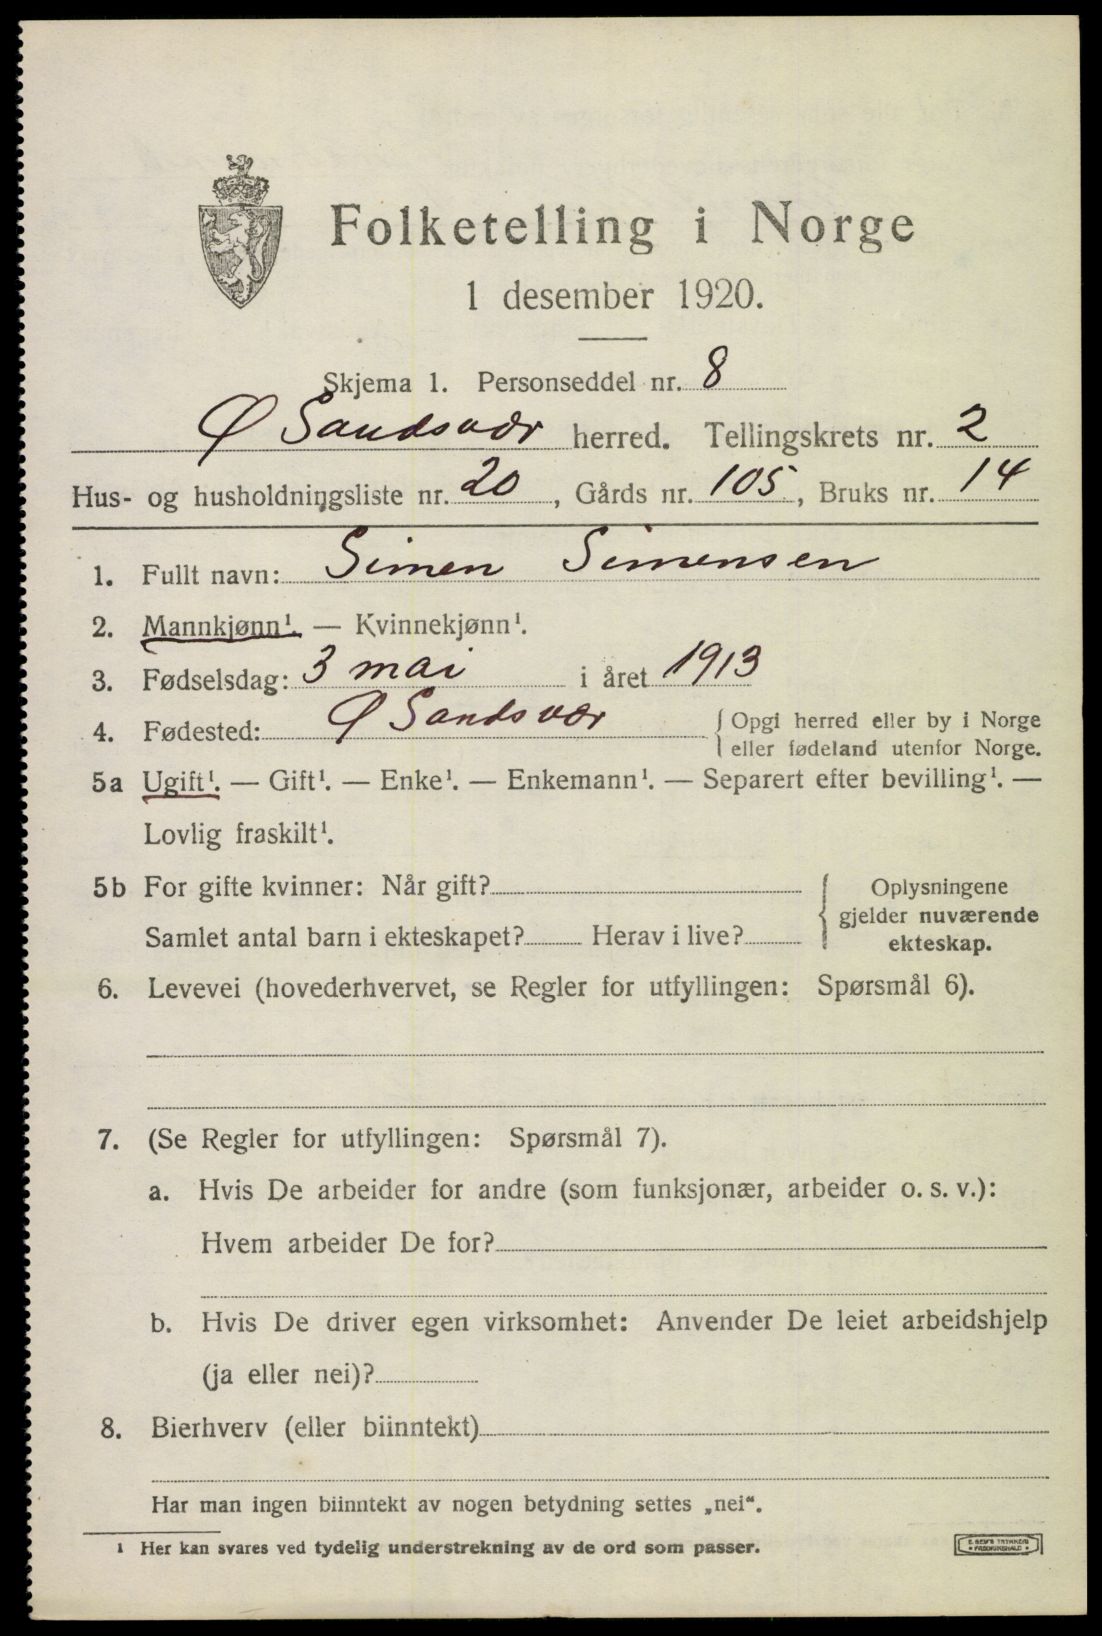 Folketelling i Norge
1 desember 1920.
Skjema 1. Personseddel nr. 8
Ø Sandsvær herred. Tellingskrets nr. 2
Hus- og husholdningsliste nr. 20, Gårds nr. 105, Bruks nr. 14
1. Fullt navn: Simen Simensen
2. Mannkjønn¹. — Kvinnekjønn¹.
3. Fødselsdag: 3 mai i året 1913
4. Fødested: Ø Sandsvær { Opgi herred eller by i Norge
eller fødeland utenfor Norge.
5a Ugift¹. — Gift¹. — Enke¹. — Enkemann¹. — Separert efter bevilling¹. —
Lovlig fraskilt¹.
5b For gifte kvinner: Når gift?
Samlet antal barn i ekteskapet? Herav i live?
{ Oplysningene
gjelder nuværende
ekteskap.
6. Levevei (hovederhvervet, se Regler for utfyllingen: Spørsmål 6).
7. (Se Regler for utfyllingen: Spørsmål 7).
a. Hvis De arbeider for andre (som funksjonær, arbeider o. s. v.):
Hvem arbeider De for?
b. Hvis De driver egen virksomhet: Anvender De leiet arbeidshjelp
(ja eller nei)?
8. Bierhverv (eller biinntekt)
Har man ingen biinntekt av nogen betydning settes „nei“.
¹ Her kan svares ved tydelig understrekning av de ord som passer.